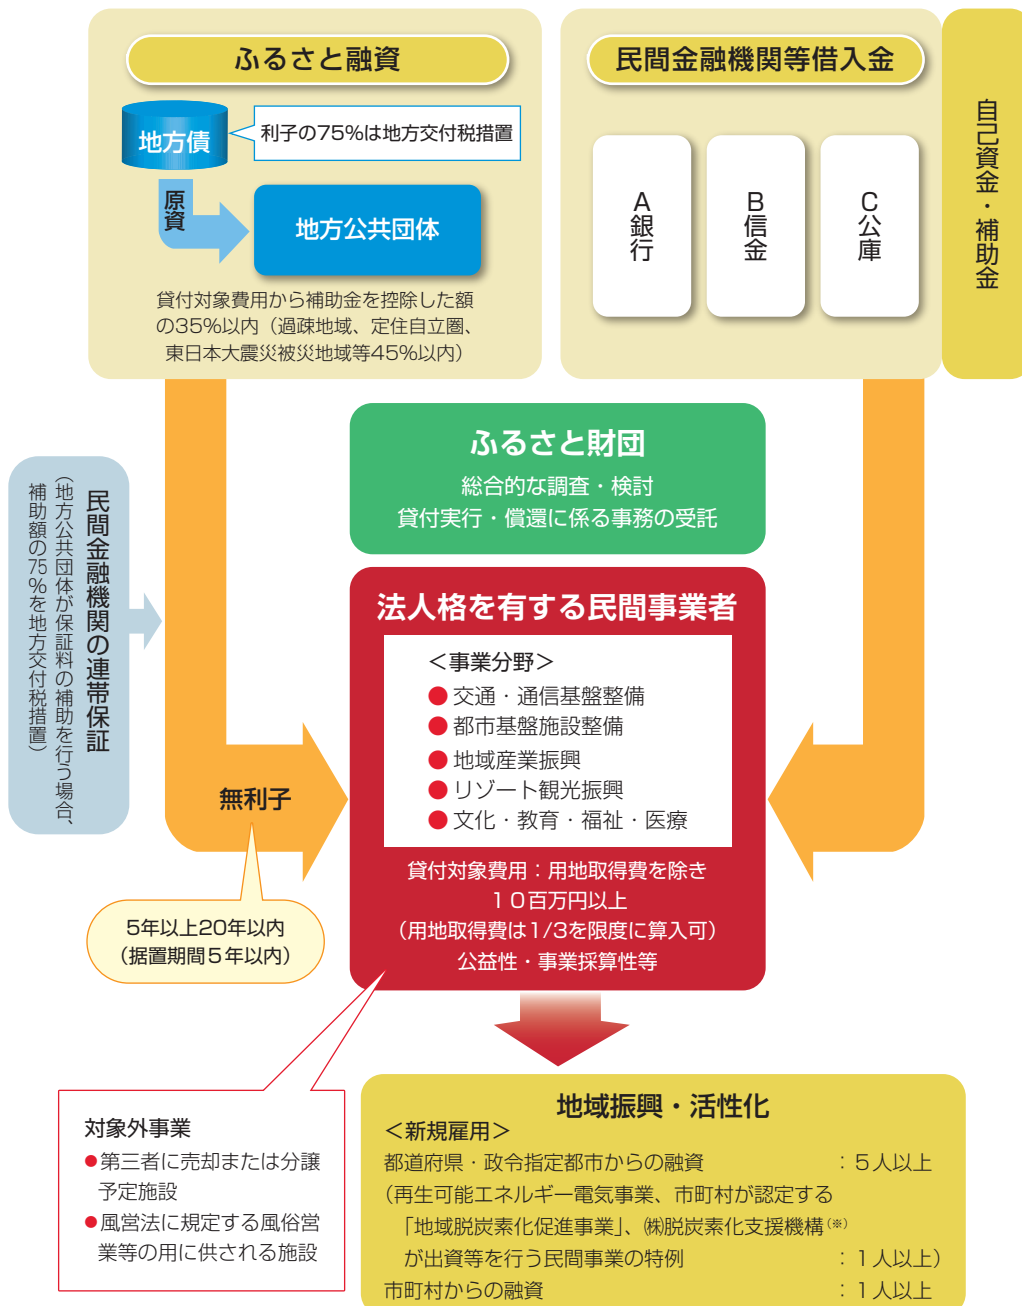 ふるさと融資
地方債
利子の75%は地方交付税措置
原資
地方公共団体
貸付対象費用から補助金を控除した額
の35%以内（過疎地域、定住自立圏、
東日本大震災被災地域等45%以内）
民間金融機関等借入金
A銀行
B信金
C公庫
自己資金・補助金
ふるさと財団
総合的な調査・検討
貸付実行・償還に係る事務の受託
民間金融機関の連帯保証
（地方公共団体が保証料の補助を行う場合、
補助額の75%を地方交付税措置）
無利子
5年以上20年以内
（据置期間５年以内）
法人格を有する民間事業者
＜事業分野＞
●交通・通信基盤整備
●都市基盤施設整備
●地域産業振興
●リゾート観光振興
●文化・教育・福祉・医療
貸付対象費用：用地取得費を除き
１０百万円以上
（用地取得費は1/3を限度に算入可）
公益性・事業採算性等
対象外事業
●第三者に売却または分譲
予定施設
●風営法に規定する風俗営
業等の用に供される施設
地域振興・活性化
＜新規雇用＞
都道府県・政令指定都市からの融資 ：５人以上
（再生可能エネルギー電気事業、市町村が認定する
「地域脱炭素化促進事業」、㈱脱炭素化支援機構（※）
が出資等を行う民間事業の特例 ：１人以上）
市町村からの融資 ：１人以上